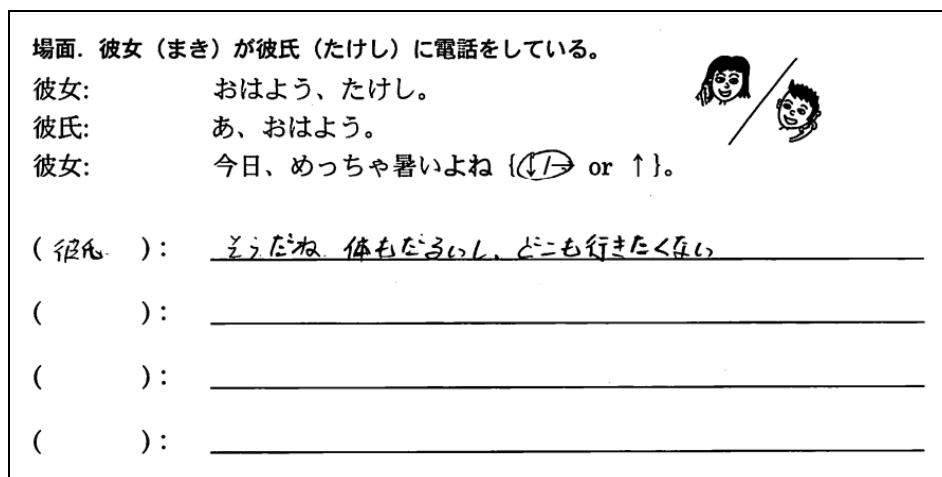 場面. 彼女(まき)が彼氏(たけし)に電話をしている。
彼女: おはよう、たけし。
彼氏: あ、おはよう。
彼女: 今日、めっちゃ暑いよね {↓/→ or ↑}。
(彼氏): そうだね 体もだるいし、どこも行きたくない
( ):
( ):
( ):